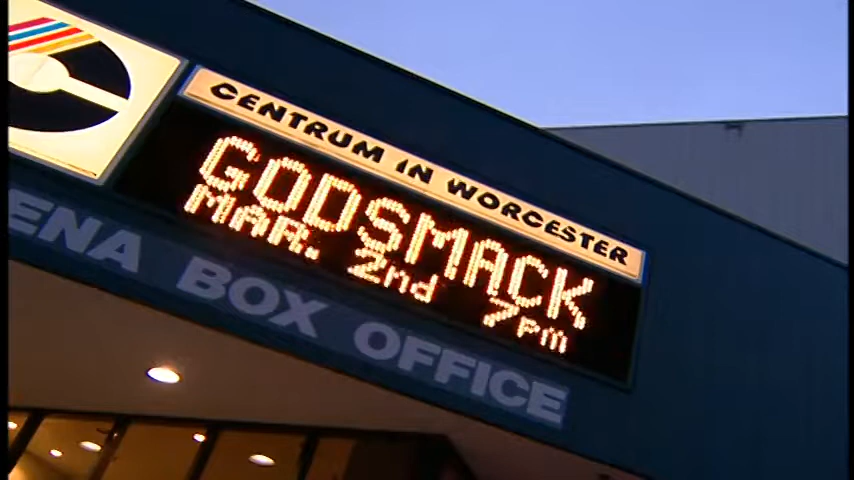 CENTRUM IN WORCESTER
GODSMACK
MAR. 2nd 7pm
ENA BOX OFFICE